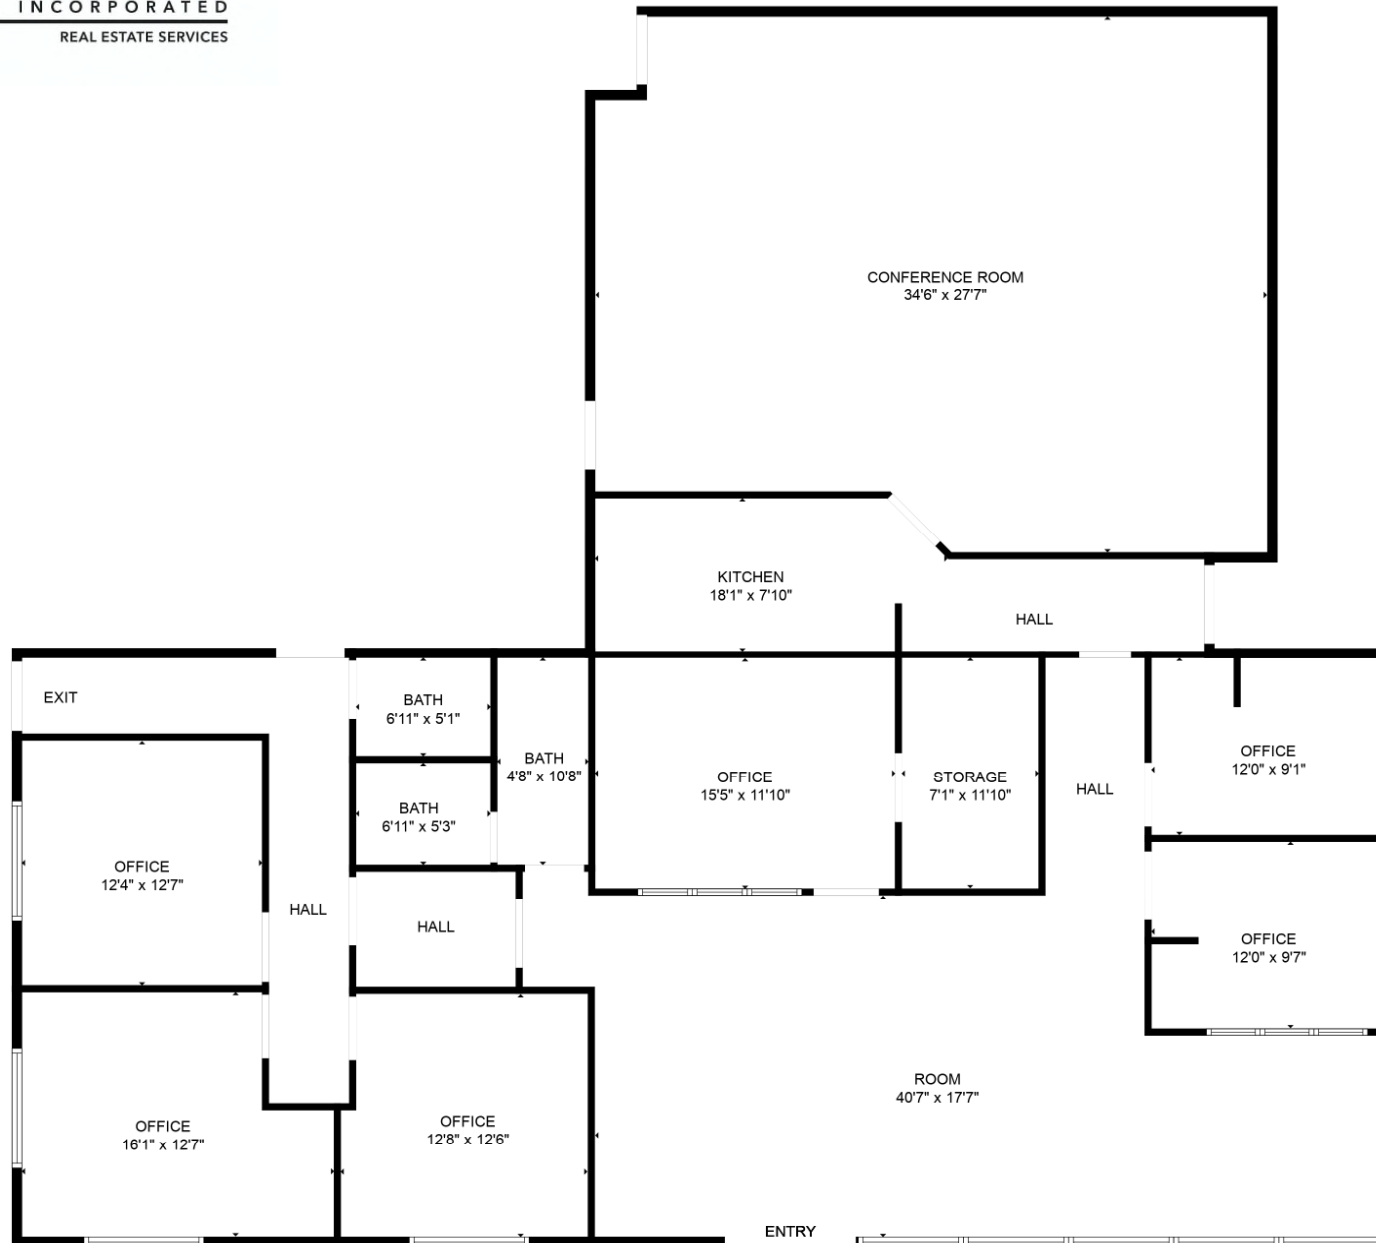 INCORPORATED
REAL ESTATE SERVICES
CONFERENCE ROOM
34'6" x 27'7"
KITCHEN
18'1" x 7'10"
HALL
EXIT
BATH
6'11" x 5'1"
BATH
4'8" x 10'8"
OFFICE
15'5" x 11'10"
STORAGE
7'1" x 11'10"
HALL
OFFICE
12'0" x 9'1"
BATH
6'11" x 5'3"
OFFICE
12'4" x 12'7"
HALL
HALL
OFFICE
12'0" x 9'7"
ROOM
40'7" x 17'7"
OFFICE
16'1" x 12'7"
OFFICE
12'8" x 12'6"
ENTRY